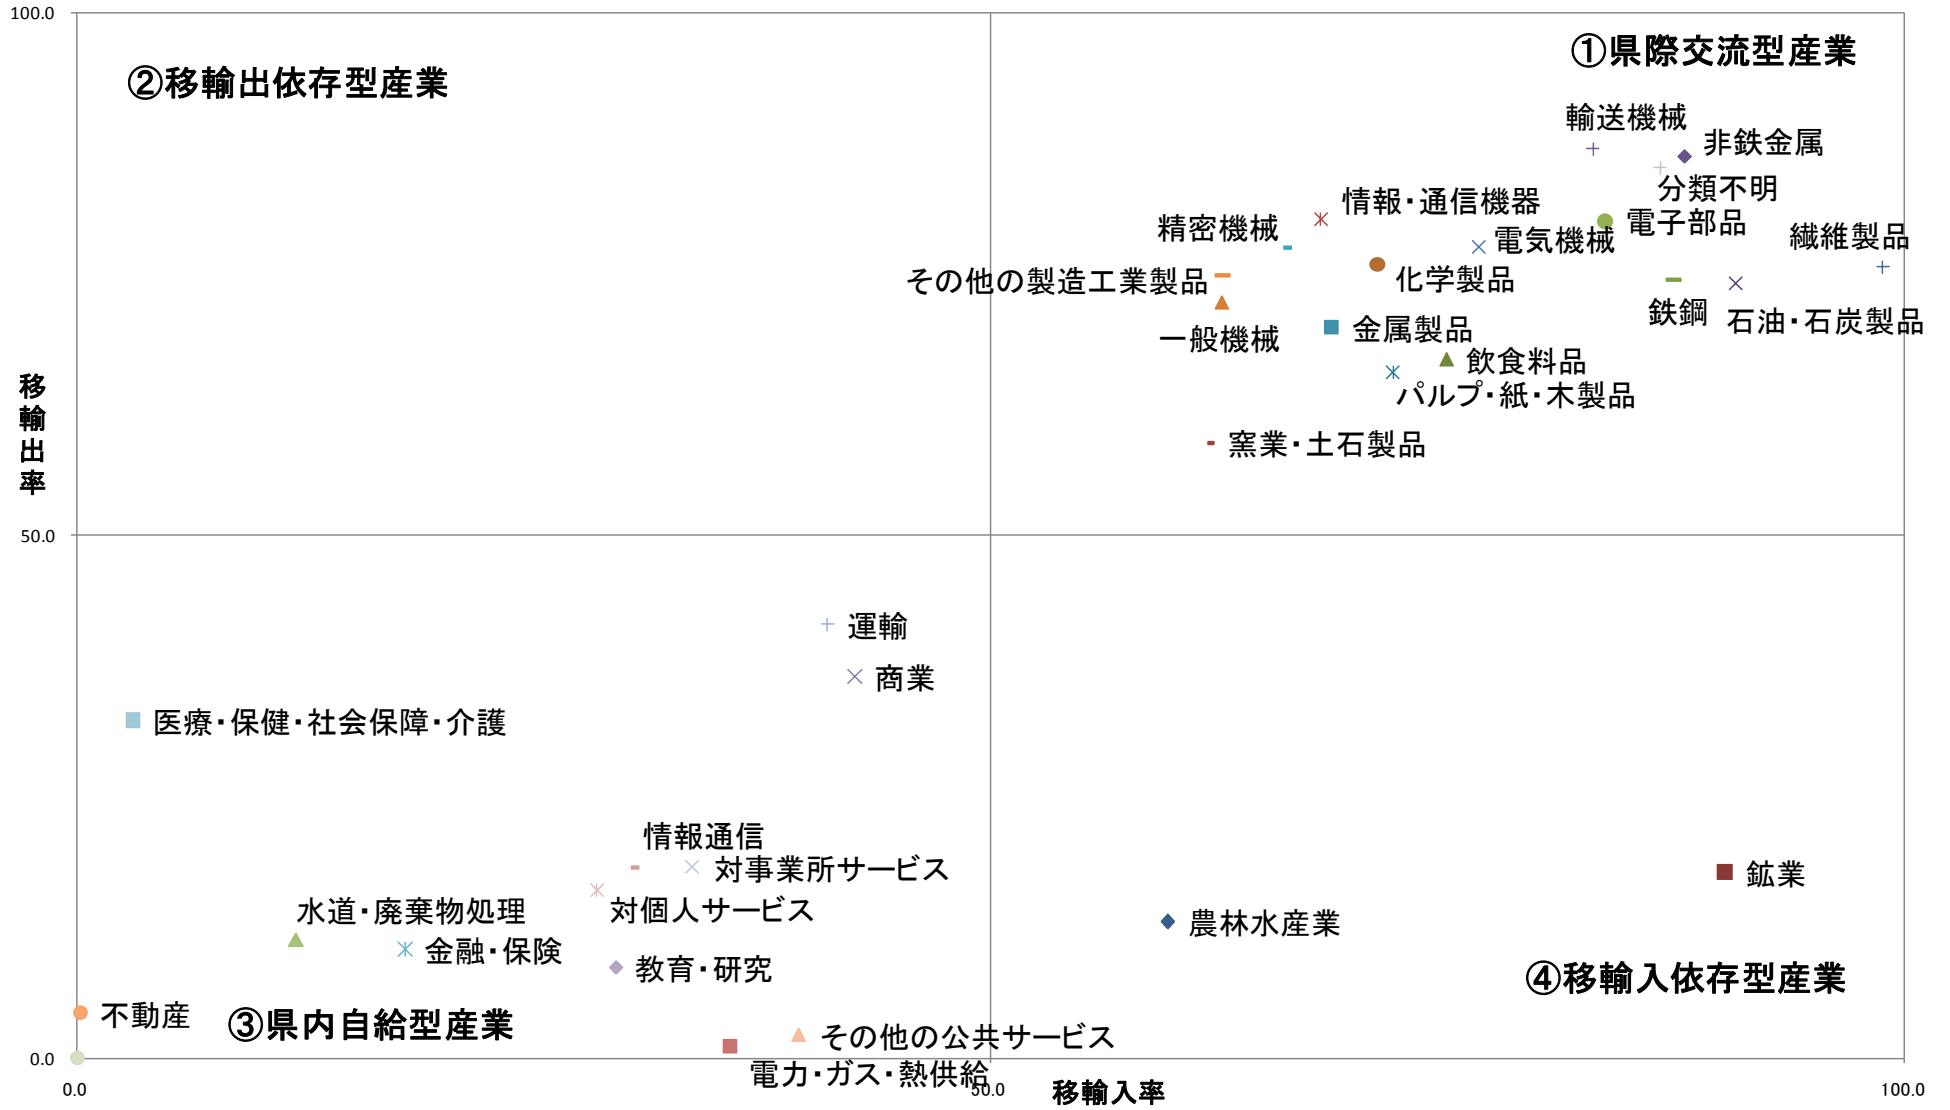 100.0
①県際交流型産業
②移輸出依存型産業
輸送機械
非鉄金属
分類不明
情報・通信機器
電子部品
精密機械
電気機械
繊維製品
その他の製造工業製品
化学製品
鉄鋼
石油・石炭製品
一般機械
金属製品
飲食料品
パルプ・紙・木製品
窯業・土石製品
移輸出率
50.0
運輸
商業
医療・保健・社会保障・介護
情報通信
対事業所サービス
鉱業
水道・廃棄物処理
対個人サービス
農林水産業
金融・保険
教育・研究
④移輸入依存型産業
不動産
③県内自給型産業
その他の公共サービス
0.0
電力・ガス・熱供給
0.0
50.0
移輸入率
100.0